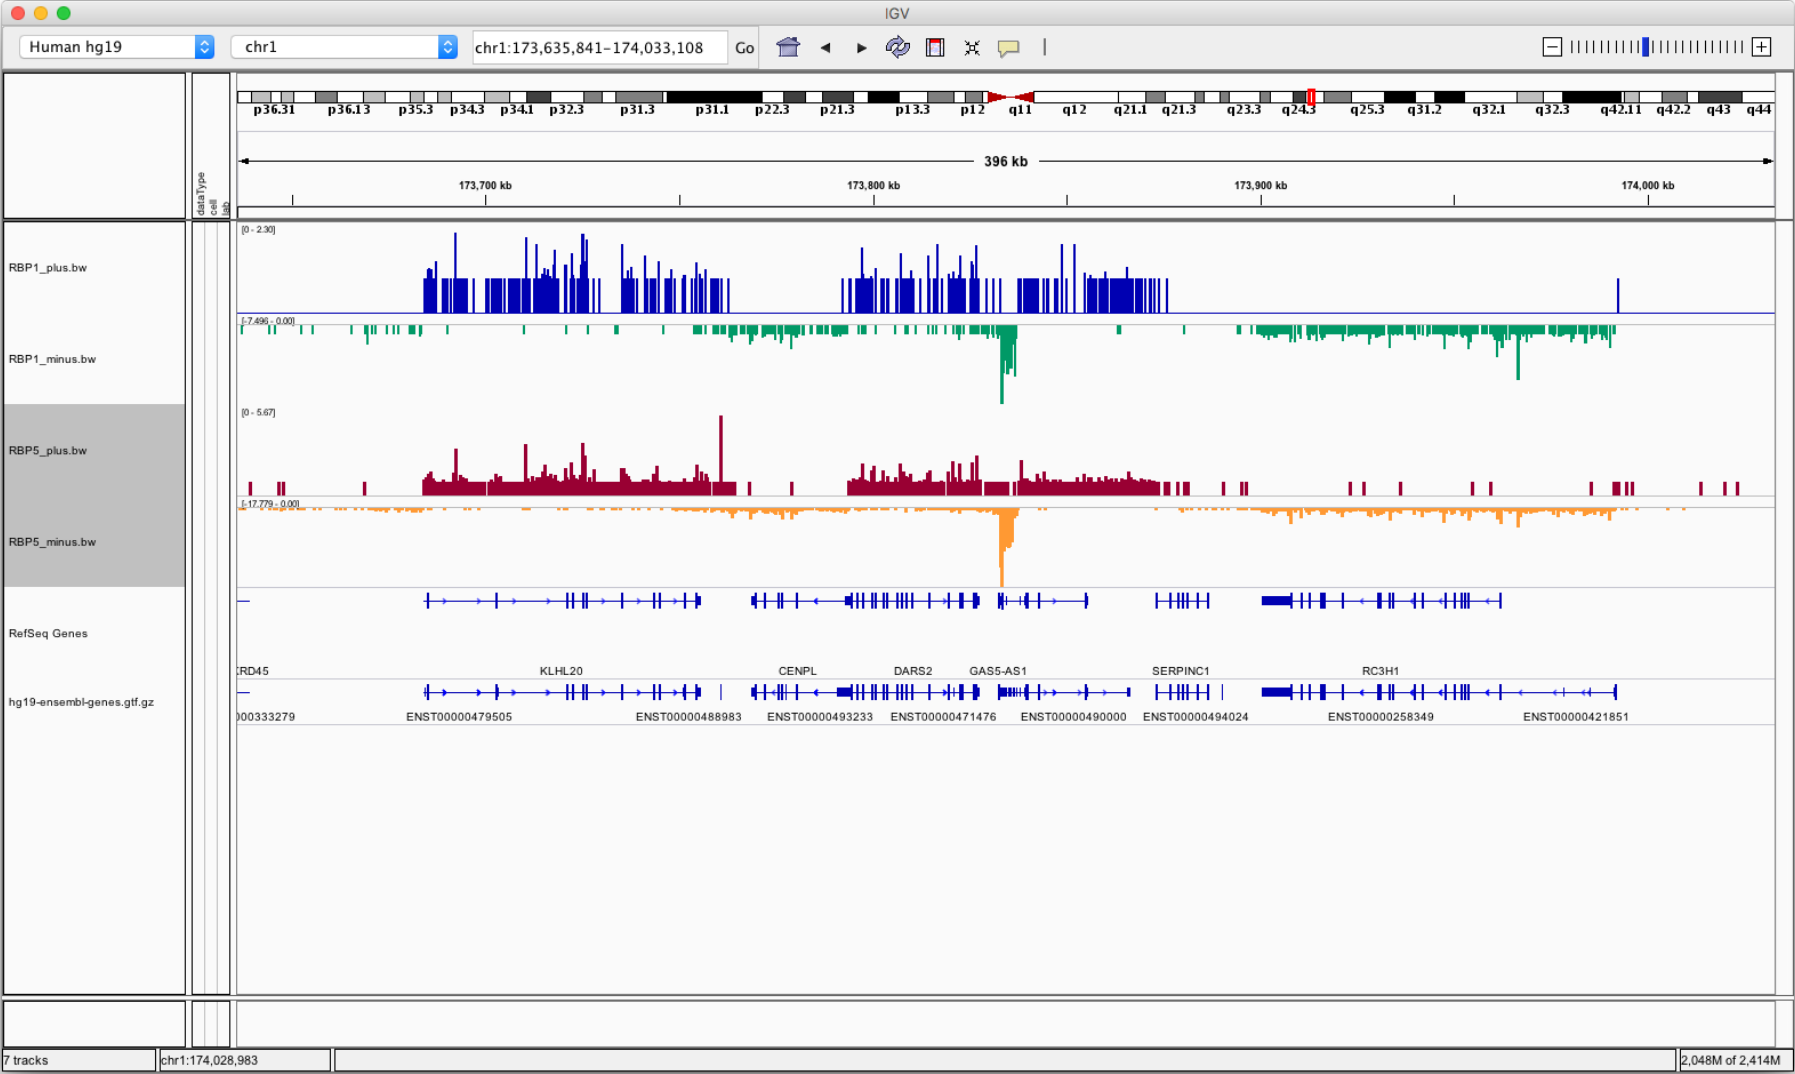 IGV
Human hg19 chr1 chr1:173,635,841-174,033,108 Go
p36.31 p36.13 p35.3 p34.3 p34.1 p32.3 p31.3 p31.1 p22.3 p21.3 p13.3 p12 q11 q12 q21.1 q21.3 q23.3 q24.3 q25.3 q31.2 q32.1 q32.3 q42.11 q42.2 q43 q44
396 kb
173,700 kb 173,800 kb 173,900 kb 174,000 kb
dataType
cell
lab
[0 - 2.30]
RBP1_plus.bw
[-7.496 - 0.00]
RBP1_minus.bw
[0 - 5.67]
RBP5_plus.bw
[-17.779 - 0.00]
RBP5_minus.bw
RefSeq Genes
KRD45 KLHL20 CENPL DARS2 GAS5-AS1 SERPINC1 RC3H1
hg19-ensembl-genes.gtf.gz
000333279 ENST00000479505 ENST00000488983 ENST00000493233 ENST00000471476 ENST00000490000 ENST00000494024 ENST00000258349 ENST00000421851
7 tracks chr1:174,028,983 2,048M of 2,414M